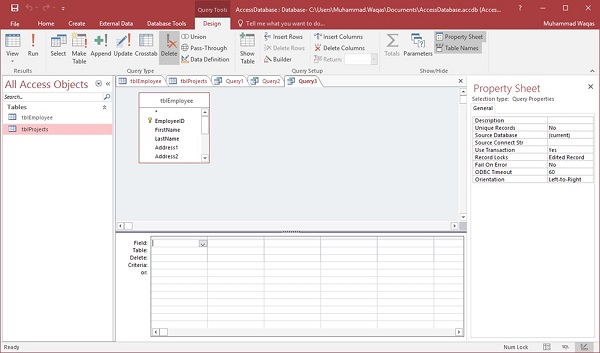 Query Tools
AccessDatabase : Database- C:\Users\Muhammad.Waqas\Documents\AccessDatabase.accdb (Acces...
File Home Create External Data Database Tools Design Tell me what you want to do... Muhammad Waqas
View Run Select Make Table Append Update Crosstab Delete
Union
Pass-Through
Data Definition
Show Table
Insert Rows
Delete Rows
Builder
Insert Columns
Delete Columns
Return:
Totals Parameters
Property Sheet
Table Names
Results Query Type Query Setup Show/Hide
All Access Objects
Search...
Tables
tblEmployee
tblProjects
tblEmployee tblProjects Query1 Query2 Query3
tblEmployee
*
EmployeeID
FirstName
LastName
Address1
Address2
Field:
Table:
Delete:
Criteria:
or:
Property Sheet
Selection type: Query Properties
General
Description
Unique Records No
Source Database (current)
Source Connect Str
Use Transaction Yes
Record Locks Edited Record
Fail On Error No
ODBC Timeout 60
Orientation Left-to-Right
Ready Num Lock